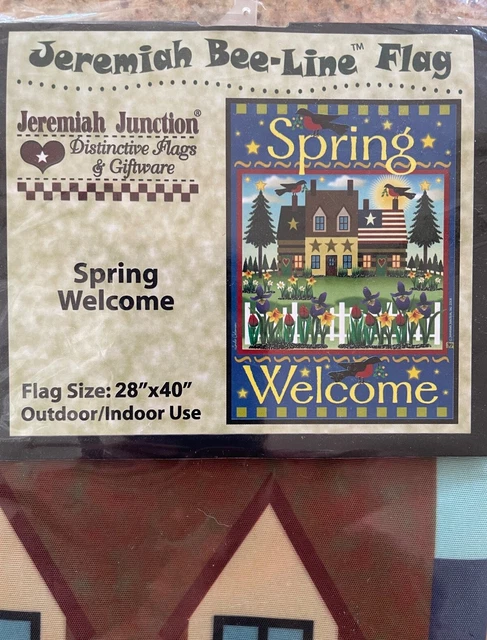 Jeremiah Bee-Line™ Flag
Jeremiah Junction®
Distinctive Flags
& Giftware
Spring
Welcome
Flag Size: 28"x40"
Outdoor/Indoor Use
Spring
Welcome